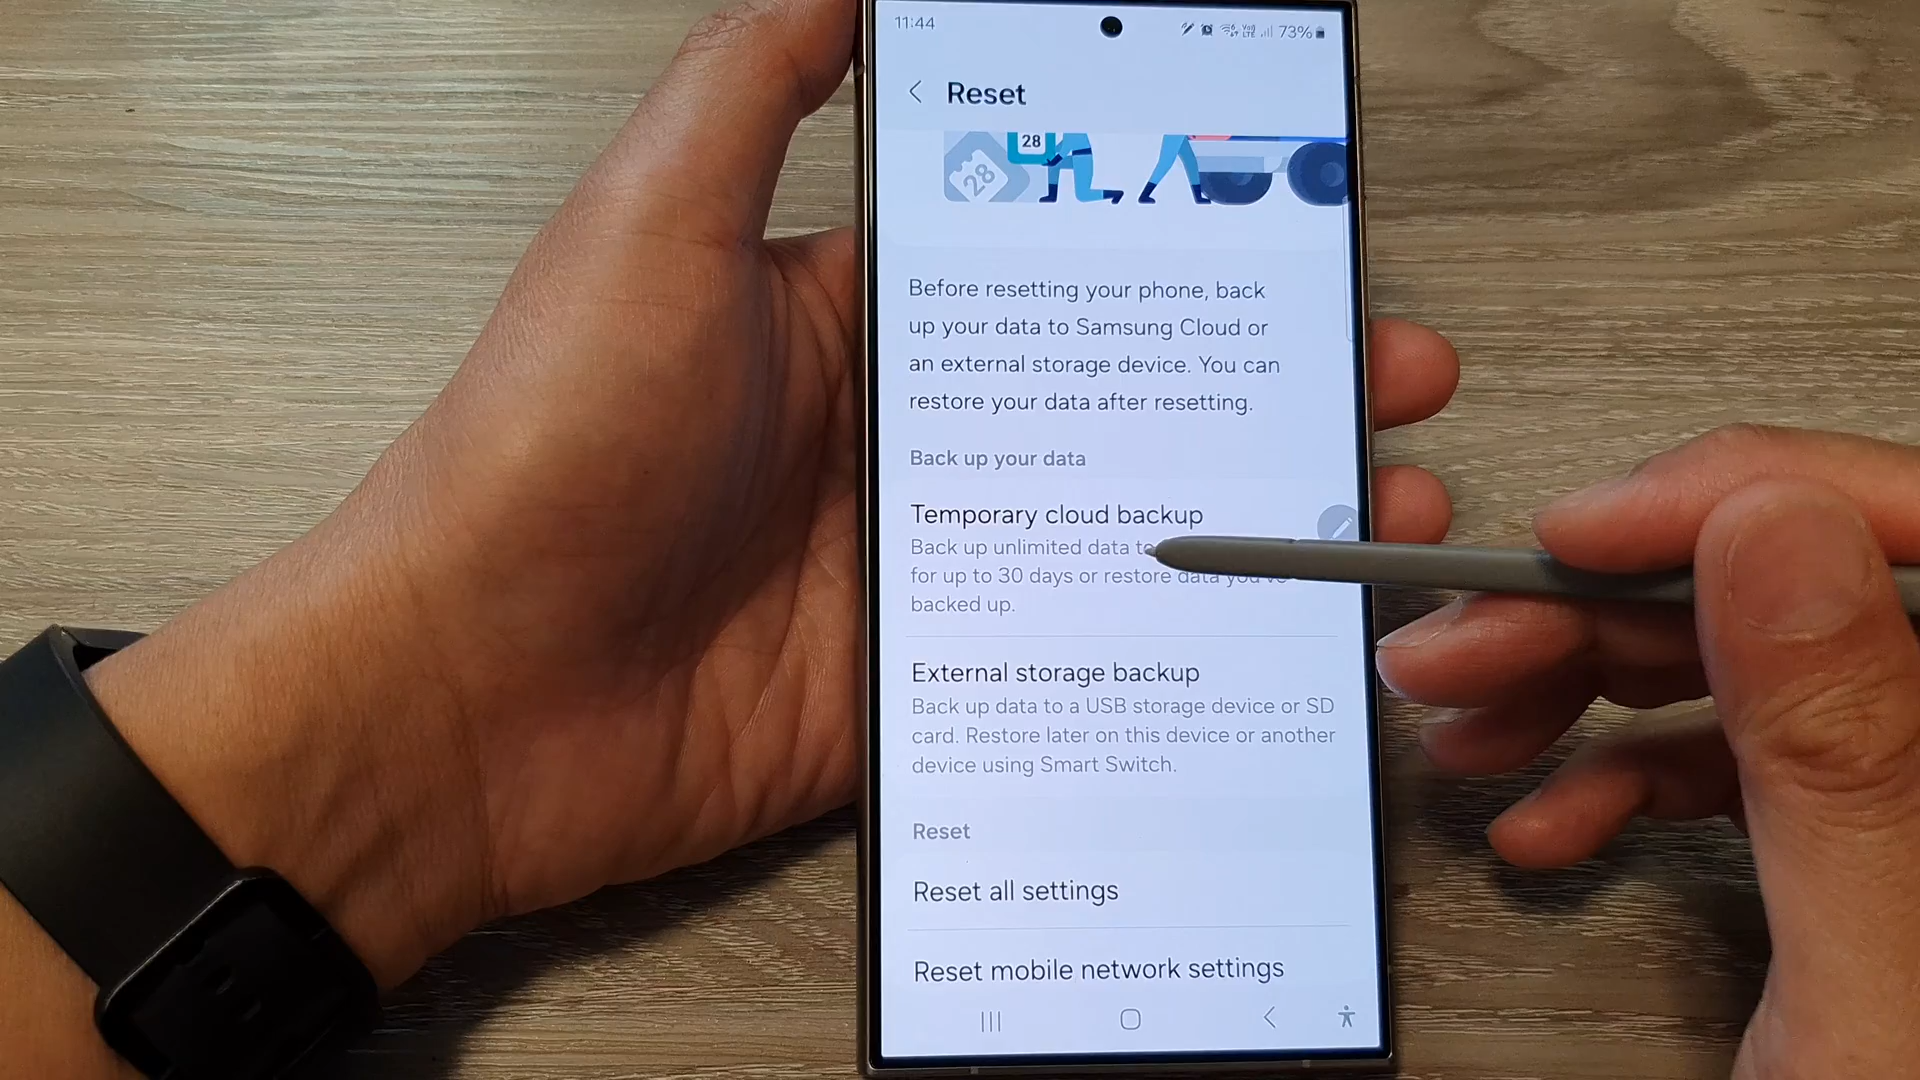 11:44
73%
Reset
28
28
Before resetting your phone, back
up your data to Samsung Cloud or
an external storage device. You can
restore your data after resetting.
Back up your data
Temporary cloud backup
Back up unlimited data to
for up to 30 days or restore data you've
backed up.
External storage backup
Back up data to a USB storage device or SD
card. Restore later on this device or another
device using Smart Switch.
Reset
Reset all settings
Reset mobile network settings